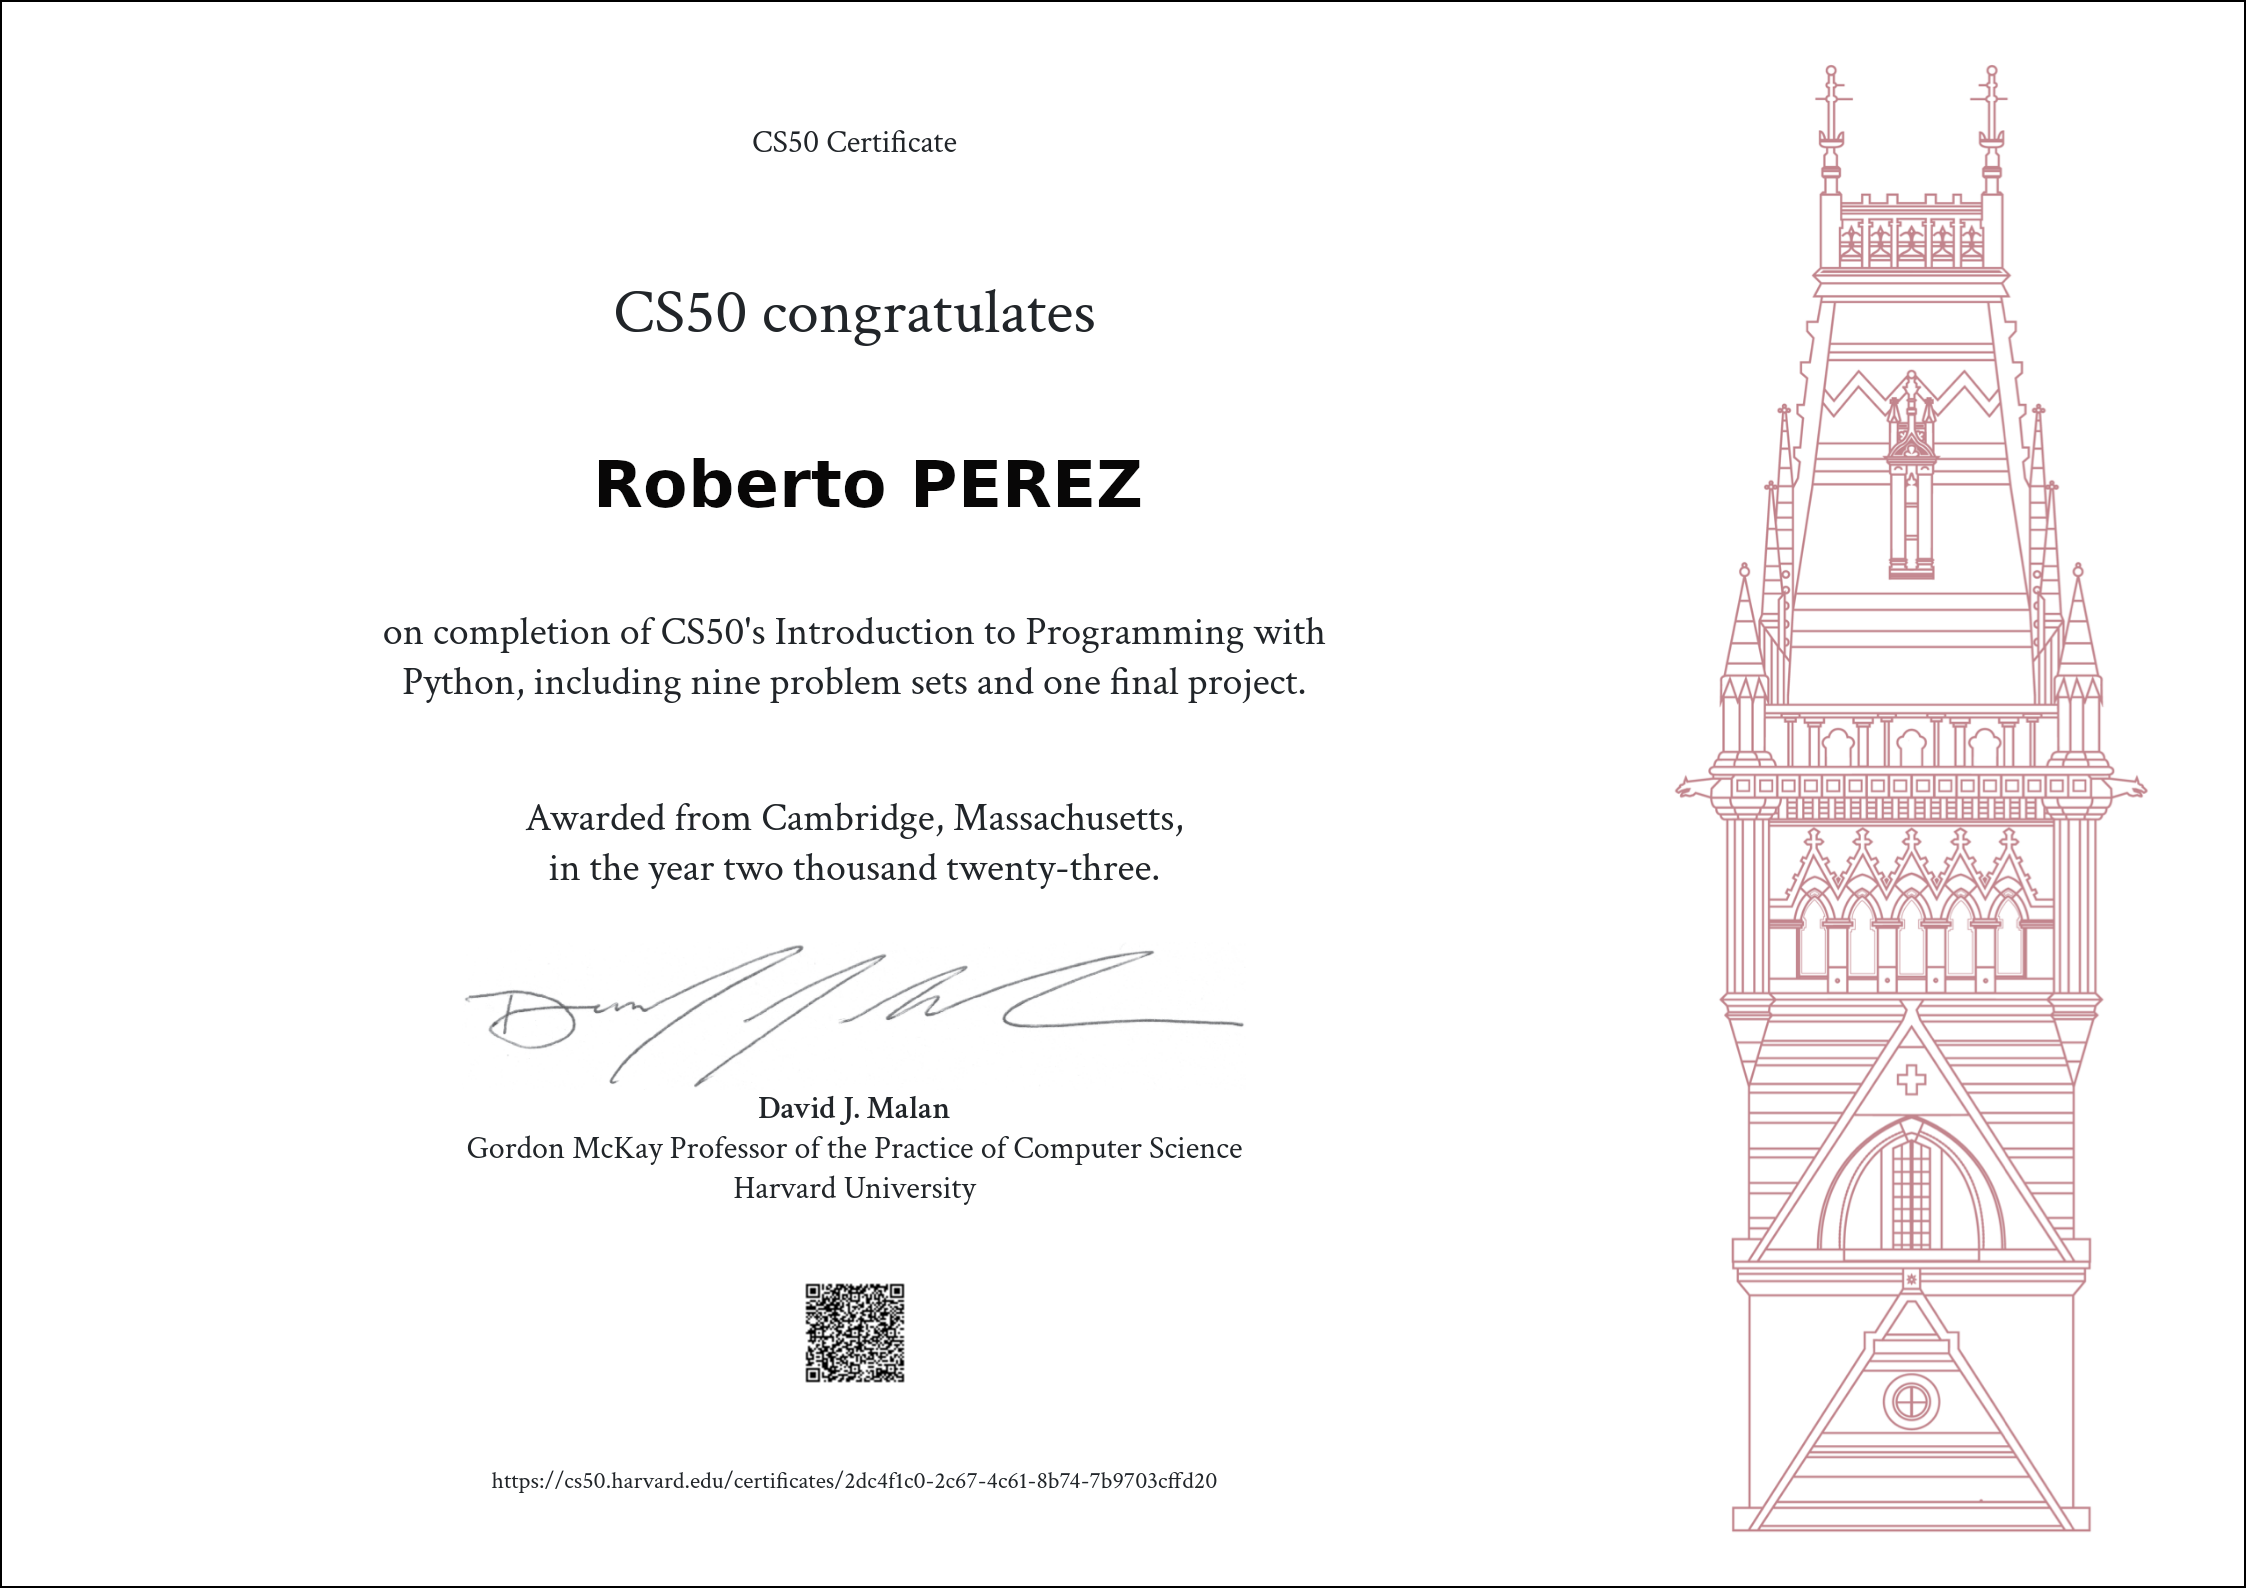 CS50 Certificate
CS50 congratulates
Roberto PEREZ
on completion of CS50's Introduction to Programming with
Python, including nine problem sets and one final project.
Awarded from Cambridge, Massachusetts,
in the year two thousand twenty-three.
David J. Malan
Gordon McKay Professor of the Practice of Computer Science
Harvard University
https://cs50.harvard.edu/certificates/2dc4f1c0-2c67-4c61-8b74-7b9703cffd20